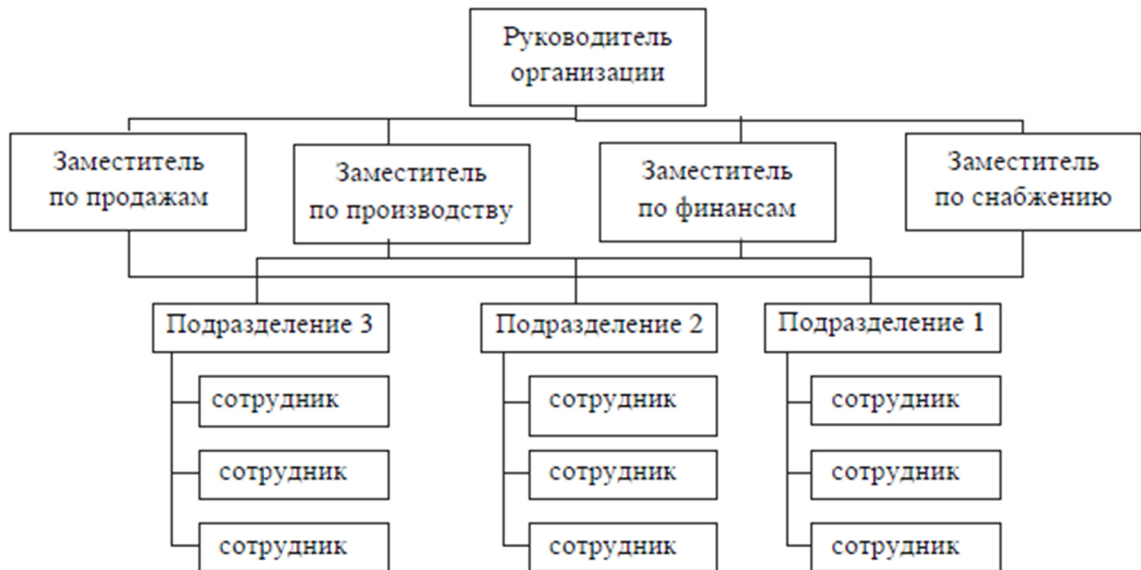 Руководитель
организации
Заместитель
по продажам
Заместитель
по производству
Заместитель
по финансам
Заместитель
по снабжению
Подразделение 3
Подразделение 2
Подразделение 1
сотрудник
сотрудник
сотрудник
сотрудник
сотрудник
сотрудник
сотрудник
сотрудник
сотрудник